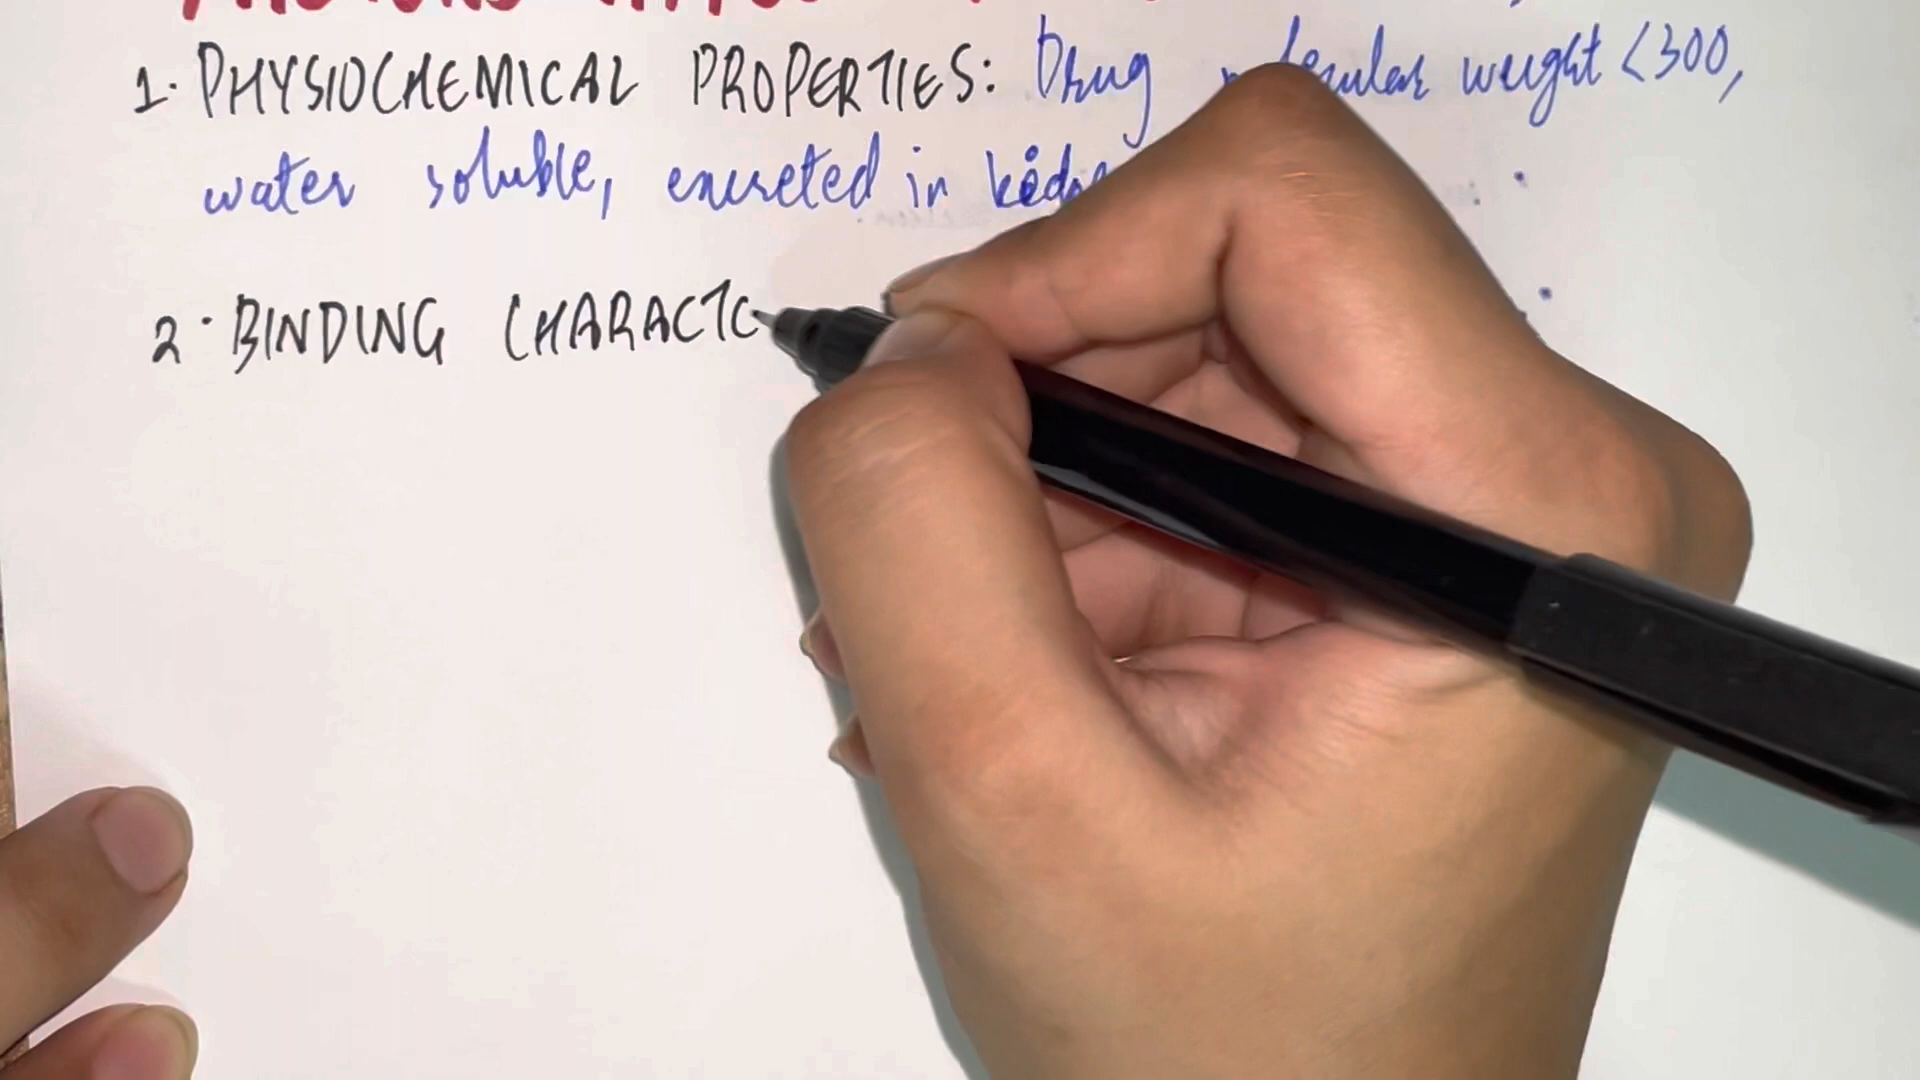 1. PHYSIOCHEMICAL PROPERTIES: Drug weight <300,
water soluble, excreted in
2. BINDING CHARACTC